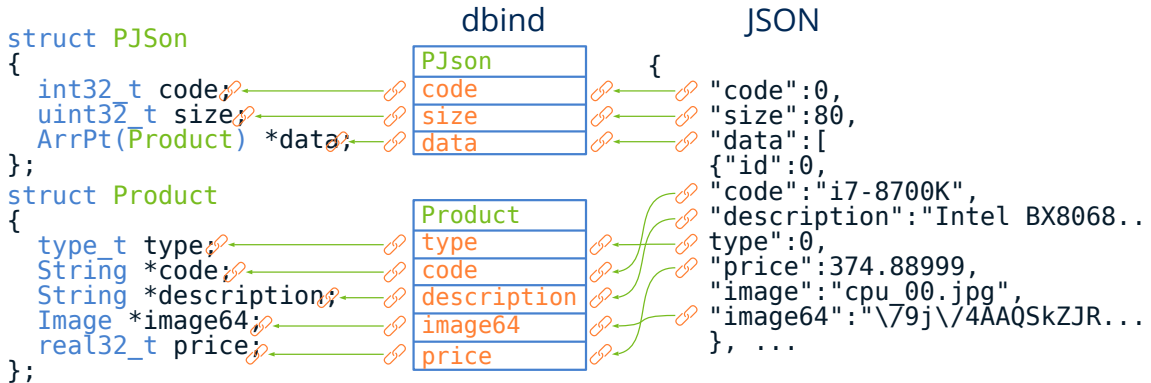 struct PJSon
{
int32_t code;
uint32_t size;
ArrPt(Product) *data;
};
struct Product
{
type_t type;
String *code;
String *description;
Image *image64;
real32_t price;
};
dbind
PJson
code
size
data
Product
type
code
description
image64
price
JSON
{
"code":0,
"size":80,
"data":[
{"id":0,
"code":"i7-8700K",
"description":"Intel BX8068..
type":0,
"price":374.88999,
"image":"cpu_00.jpg",
"image64":"\/9j\/4AAQSkZJR...
}, ...